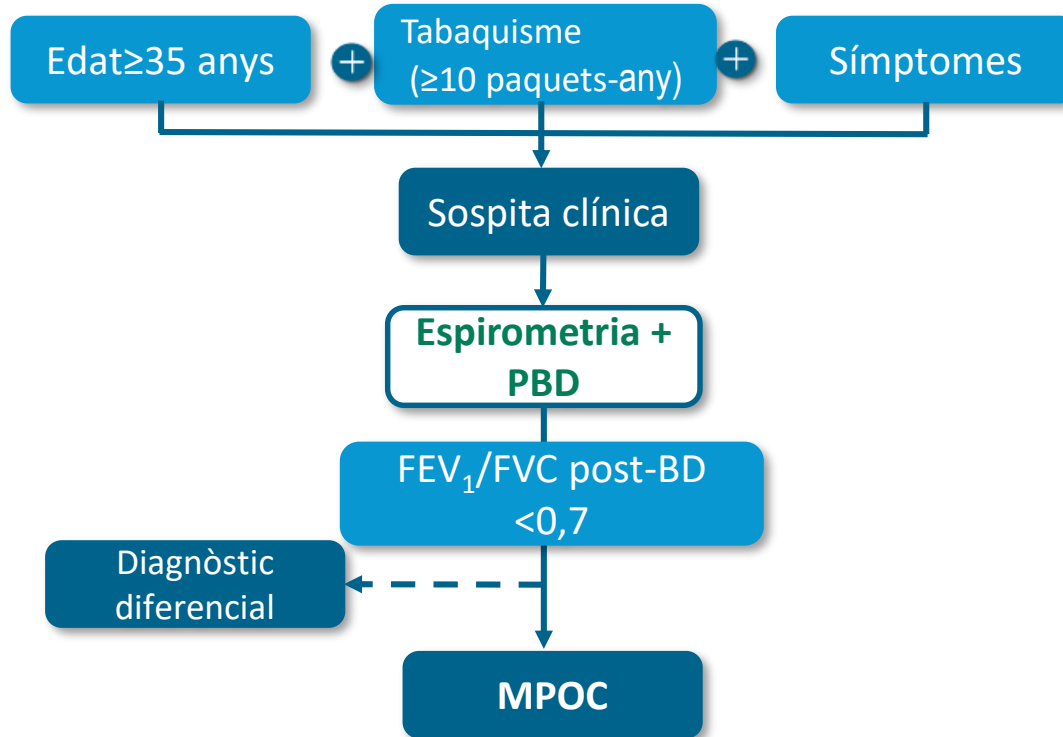 Edat≥35 anys
+
Tabaquisme
(≥10 paquets-any)
+
Símptomes
Sospita clínica
Espirometria +
PBD
FEV₁/FVC post-BD
<0,7
Diagnòstic
diferencial
MPOC